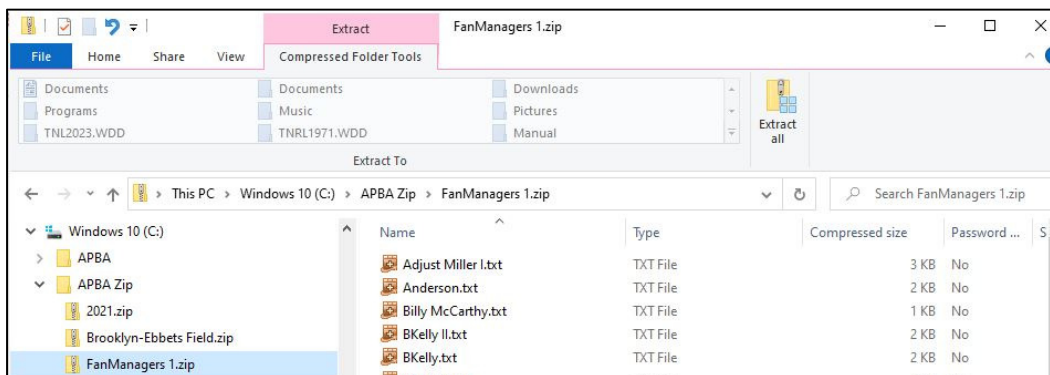 Extract FanManagers 1.zip
File Home Share View Compressed Folder Tools
Documents Documents Downloads
Programs Music Pictures
TNL2023.WDD TNRL1971.WDD Manual
Extract all
Extract To
This PC > Windows 10 (C:) > APBA Zip > FanManagers 1.zip Search FanManagers 1.zip
Windows 10 (C:) Name Type Compressed size Password ... S
APBA Adjust Miller I.txt TXT File 3 KB No
APBA Zip Anderson.txt TXT File 2 KB No
2021.zip Billy McCarthy.txt TXT File 1 KB No
Brooklyn-Ebbets Field.zip BKelly II.txt TXT File 2 KB No
FanManagers 1.zip BKelly.txt TXT File 2 KB No